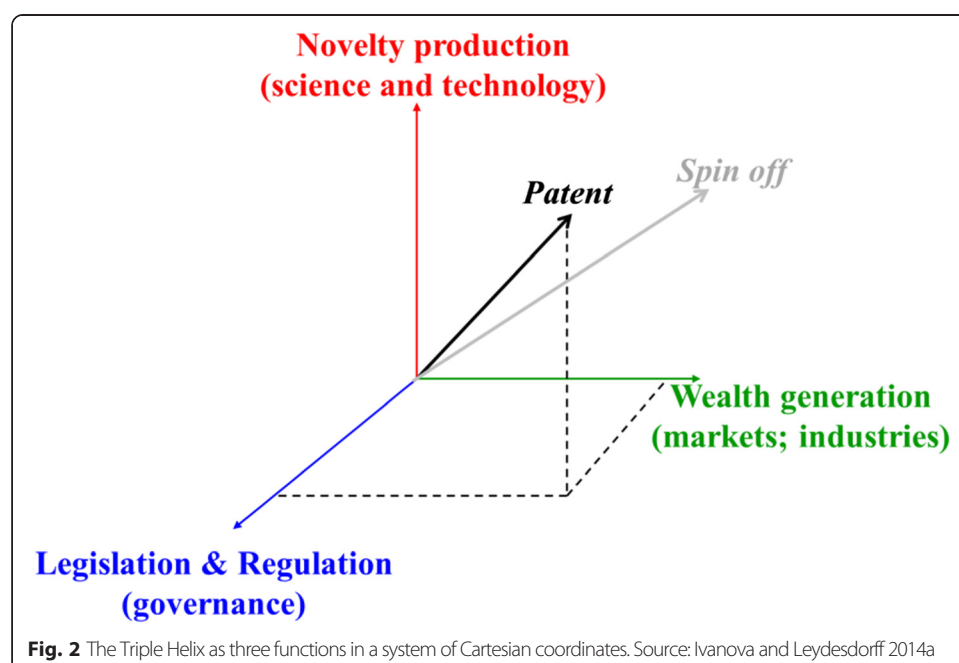 Novelty production
(science and technology)
Spin off
Patent
Wealth generation
(markets; industries)
Legislation & Regulation
(governance)
Fig. 2 The Triple Helix as three functions in a system of Cartesian coordinates. Source: Ivanova and Leydesdorff 2014a